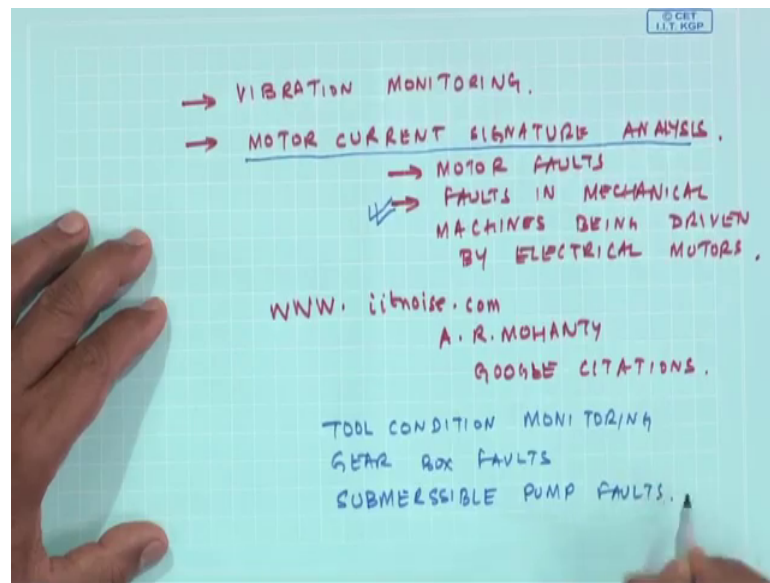 © CET
I.I.T. KGP
→ VIBRATION MONITORING.
→ MOTOR CURRENT SIGNATURE ANALYSIS.
→ MOTOR FAULTS
→ FAULTS IN MECHANICAL
MACHINES BEING DRIVEN
BY ELECTRICAL MOTORS.
WWW. iitnoise.com
A. R. MOHANTY
GOOGLE CITATIONS.
TOOL CONDITION MONITORING
GEAR BOX FAULTS
SUBMERSSIBLE PUMP FAULTS.